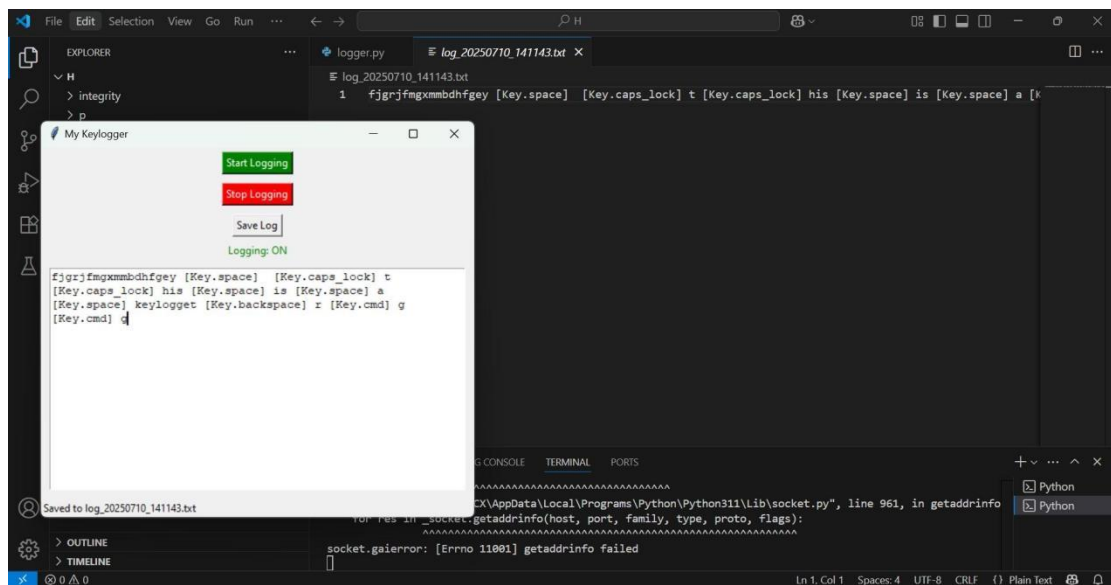 File Edit Selection View Go Run ... H
EXPLORER ... logger.py log_20250710_141143.txt
H log_20250710_141143.txt
integrity 1 fjgrjfmgxmmbdhfgey [Key.space] [Key.caps_lock] t [Key.caps_lock] his [Key.space] is [Key.space] a
p
My Keylogger
Start Logging
Stop Logging
Save Log
Logging: ON
fjgrjfmgxmmbdhfgey [Key.space] [Key.caps_lock] t
[Key.caps_lock] his [Key.space] is [Key.space] a
[Key.space] keylogget [Key.backspace] r [Key.cmd] g
[Key.cmd] g
Saved to log_20250710_141143.txt
CONSOLE TERMINAL PORTS
Python
Python
CX\AppData\Local\Programs\Python\Python311\Lib\socket.py", line 961, in getaddrinfo
for res in _socket.getaddrinfo(host, port, family, type, proto, flags):
^^^^^^^^^^^^^^^^^^^^^^^^^^^^^^^^^^^^^^^^^^^^^^^^^^^^^^^^
socket.gaierror: [Errno 11001] getaddrinfo failed
OUTLINE
TIMELINE
0 0 0 Ln 1, Col 1 Spaces: 4 UTF-8 CRLF {} Plain Text